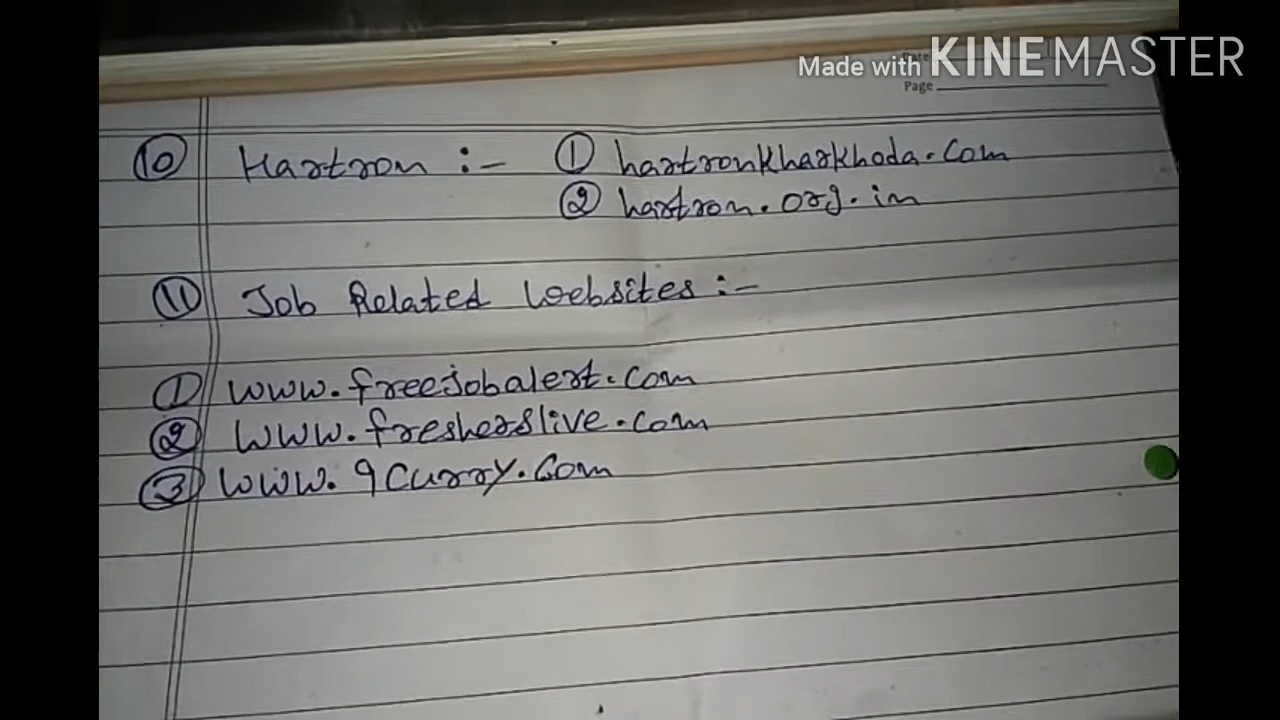 Made with KINEMASTER
Page
10 Hartron :- 1 hartronkharkhoda.com
2 hartron.org.in
11 Job Related Websites :-
1 www.freejobalert.com
2 www.fresherslive.com
3 www.9curry.com